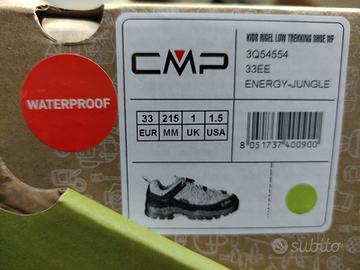 KIDS RIGEL LOW TREKKING SHOE WP
3Q54554
33EE
ENERGY-JUNGLE
CMP
WATERPROOF
33 215 1 1.5
EUR MM UK USA
8 051737 400900
subito